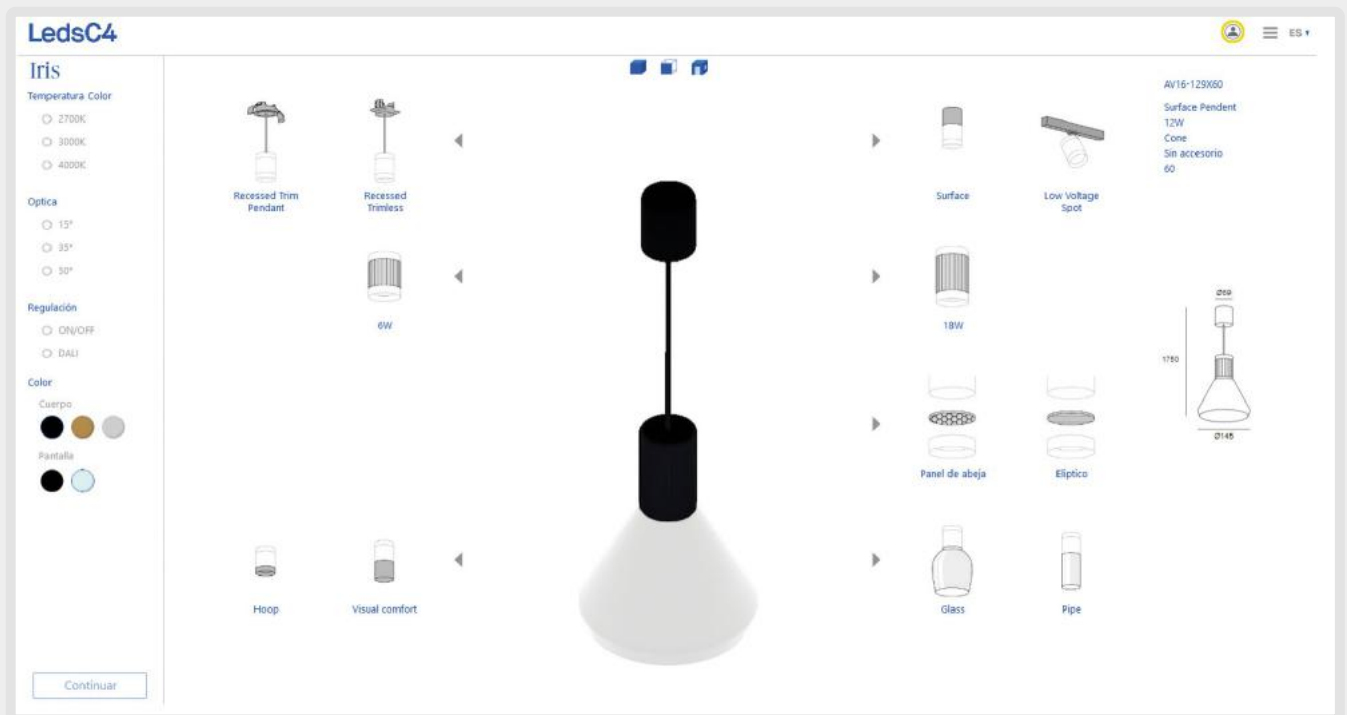 LedsC4
ES
Iris
Temperatura Color
2700K
3000K
4000K
Optica
15°
35°
50°
Regulación
ON/OFF
DALI
Color
Cuerpo
Pantalla
Continuar
Recessed Trim
Pendant
Recessed
Trimless
Surface
Low Voltage
Spot
6W
18W
Panel de abeja
Eliptico
Hoop
Visual comfort
Glass
Pipe
AV16-129X60
Surface Pendent
12W
Cone
Sin accesorio
60
Ø69
1750
Ø145